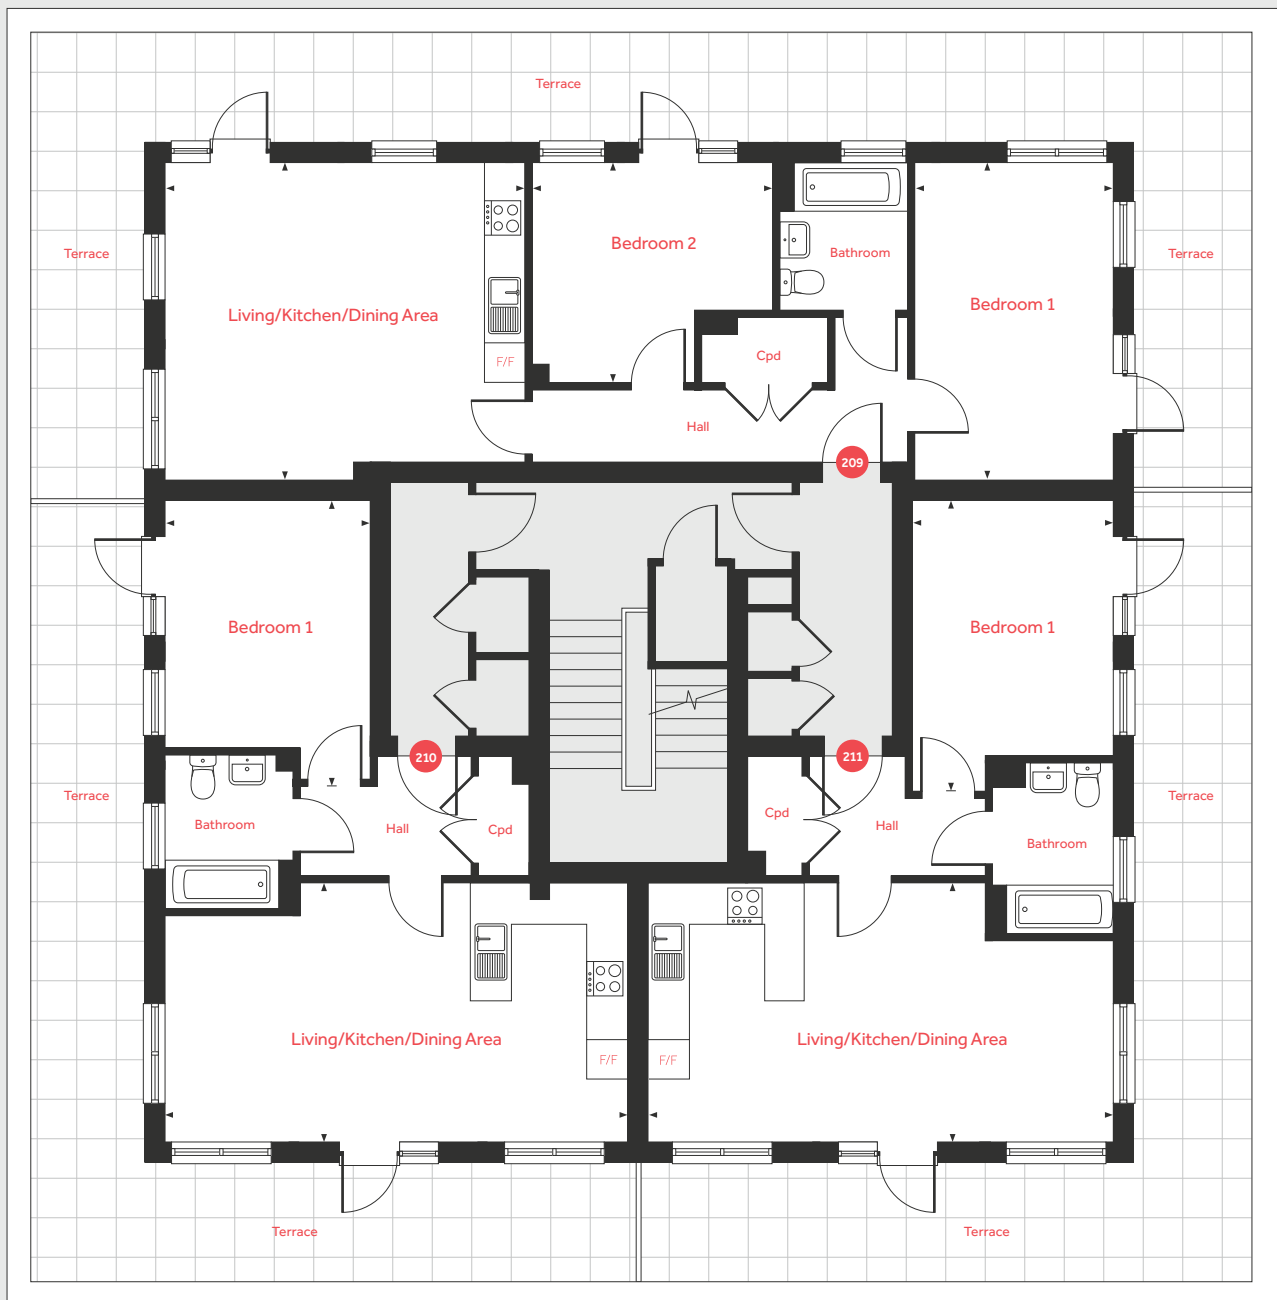 Terrace
Terrace
Bedroom 2
Bathroom
Terrace
Living/Kitchen/Dining Area
Bedroom 1
F/F
Cpd
Hall
209
Bedroom 1
Bedroom 1
210
211
Terrace
Bathroom
Hall
Cpd
Cpd
Hall
Bathroom
Terrace
Living/Kitchen/Dining Area
F/F
F/F
Living/Kitchen/Dining Area
Terrace
Terrace